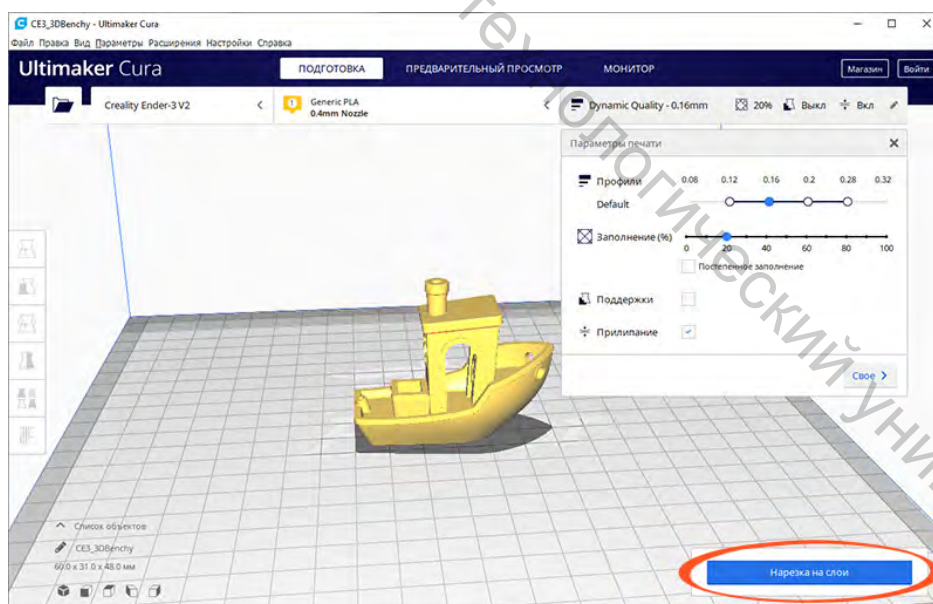 CE3_3DBenchy - Ultimaker Cura
Файл Правка Вид Параметры Расширения Настройки Справка
Ultimaker Cura ПОДГОТОВКА ПРЕДВАРИТЕЛЬНЫЙ ПРОСМОТР МОНИТОР Магазин Войти
Creality Ender-3 V2 Generic PLA Dynamic Quality - 0.16mm 20% Выкл Вкл
0.4mm Nozzle
Параметры печати
Профили 0.08 0.12 0.16 0.2 0.28 0.32
Default
Заполнение (%)
0 20 40 60 80 100
Постепенное заполнение
Поддержки
Прилипание
Свое
Список объектов
CE3_3DBenchy
60.0 x 31.0 x 48.0 мм
Нарезка на слои
технологический